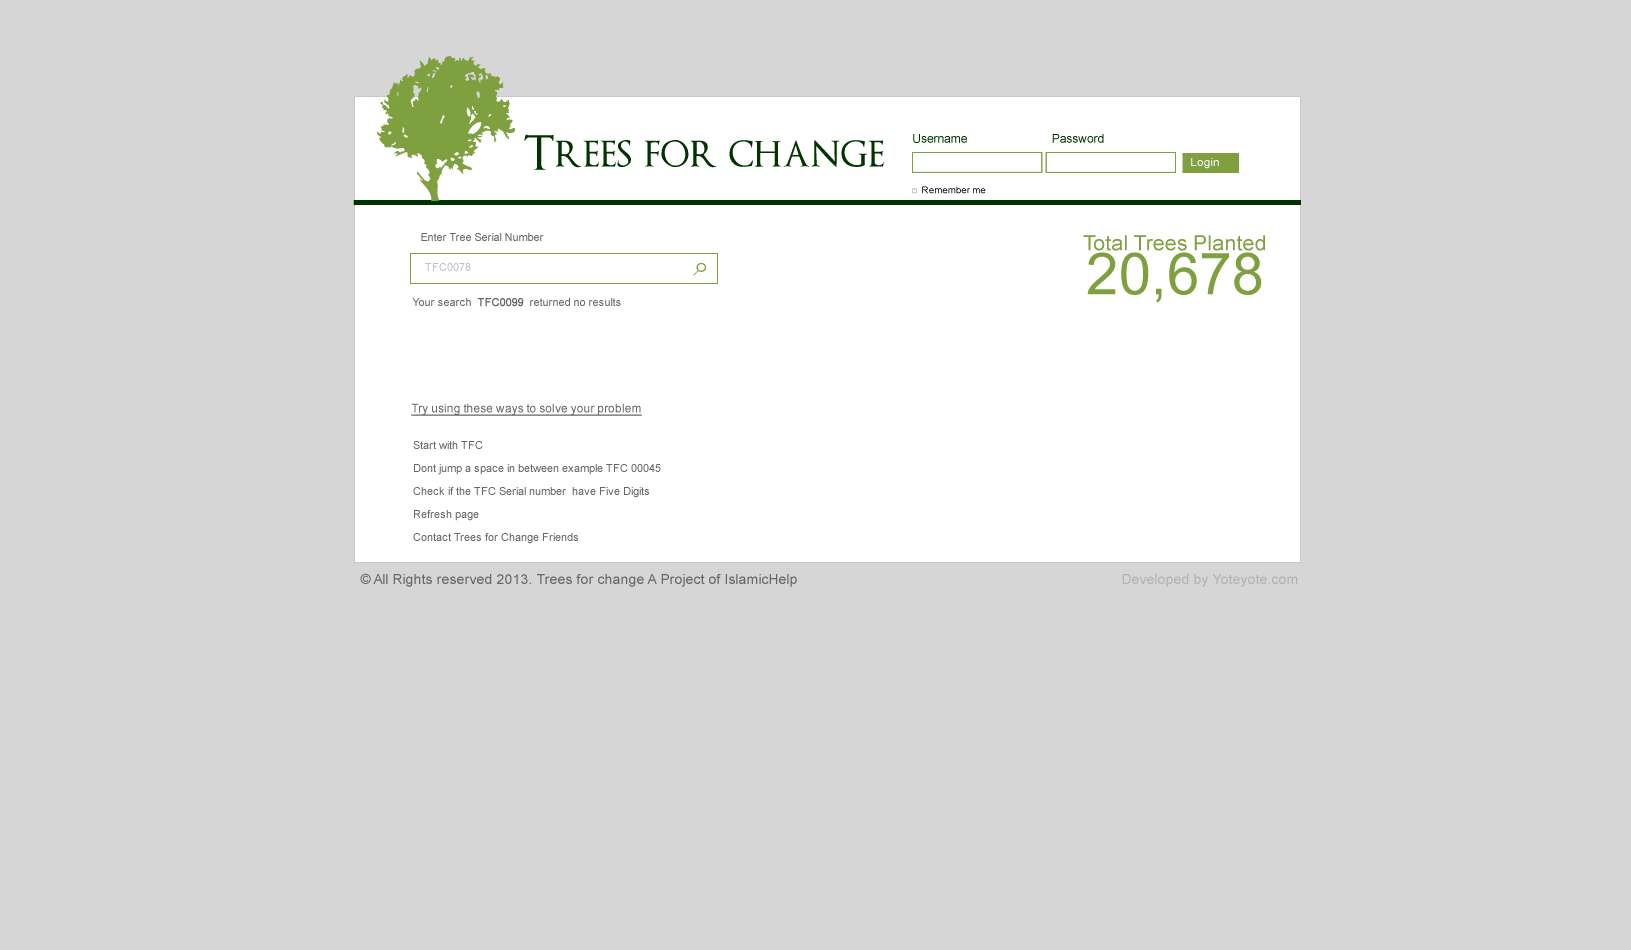 TREES FOR CHANGE
Username Password
Login
Remember me
Enter Tree Serial Number
TFC0078
Your search TFC0099 returned no results
Total Trees Planted
20,678
Try using these ways to solve your problem
Start with TFC
Dont jump a space in between example TFC 00045
Check if the TFC Serial number have Five Digits
Refresh page
Contact Trees for Change Friends
© All Rights reserved 2013. Trees for change A Project of IslamicHelp
Developed by Yoteyote.com